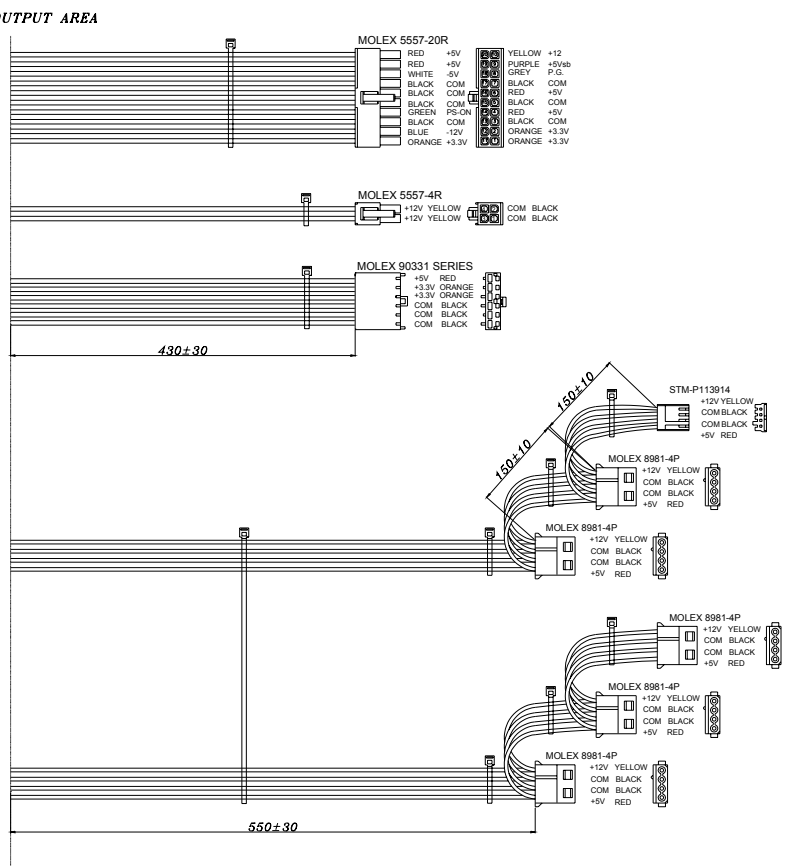 OUTPUT AREA
MOLEX 5557-20R
RED +5V YELLOW +12
RED +5V PURPLE +5Vsb
WHITE -5V GREY P.G.
BLACK COM BLACK COM
BLACK COM RED +5V
BLACK COM BLACK COM
GREEN PS-ON RED +5V
BLACK COM BLACK COM
BLUE -12V ORANGE +3.3V
ORANGE +3.3V ORANGE +3.3V
MOLEX 5557-4R
+12V YELLOW COM BLACK
+12V YELLOW COM BLACK
MOLEX 90331 SERIES
+5V RED
+3.3V ORANGE
+3.3V ORANGE
COM BLACK
COM BLACK
COM BLACK
430±30
150±10
STM-P113914
+12V YELLOW
COM BLACK
COM BLACK
+5V RED
150±10
MOLEX 8981-4P
+12V YELLOW
COM BLACK
COM BLACK
+5V RED
MOLEX 8981-4P
+12V YELLOW
COM BLACK
COM BLACK
+5V RED
MOLEX 8981-4P
+12V YELLOW
COM BLACK
COM BLACK
+5V RED
MOLEX 8981-4P
+12V YELLOW
COM BLACK
COM BLACK
+5V RED
MOLEX 8981-4P
+12V YELLOW
COM BLACK
COM BLACK
+5V RED
550±30